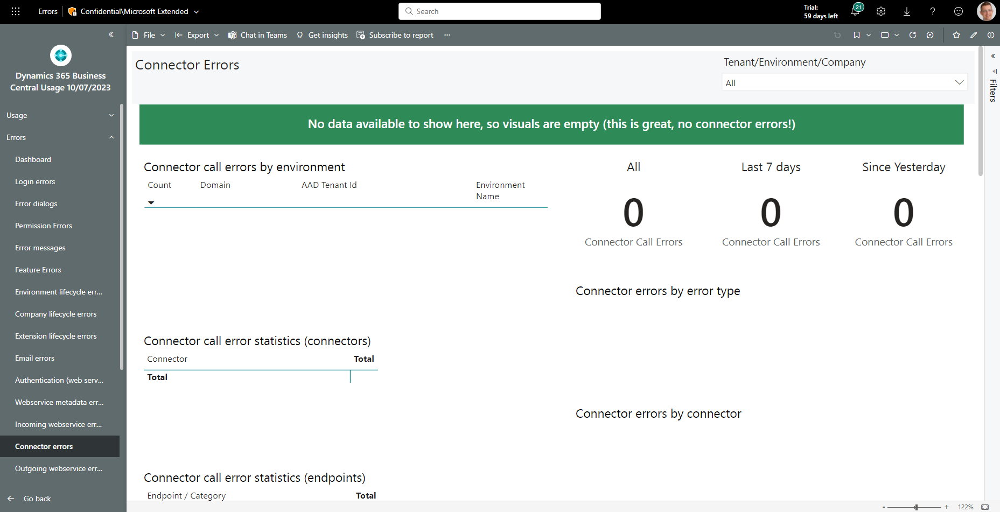 Errors
Confidential\Microsoft Extended
Search
Trial:
59 days left
21
File
Export
Chat in Teams
Get insights
Subscribe to report
Dynamics 365 Business
Central Usage 10/07/2023
Usage
Errors
Dashboard
Login errors
Error dialogs
Permission Errors
Error messages
Feature Errors
Environment lifecycle err...
Company lifecycle errors
Extension lifecycle errors
Email errors
Authentication (web serv...
Webservice metadata err...
Incoming webservice err...
Connector errors
Outgoing webservice err...
Go back
Connector Errors
Tenant/Environment/Company
All
Filters
No data available to show here, so visuals are empty (this is great, no connector errors!)
Connector call errors by environment
Count Domain AAD Tenant Id Environment
Name
All Last 7 days Since Yesterday
0 0 0
Connector Call Errors Connector Call Errors Connector Call Errors
Connector errors by error type
Connector call error statistics (connectors)
Connector Total
Total
Connector errors by connector
Connector call error statistics (endpoints)
Endpoint / Category Total
- + 122%